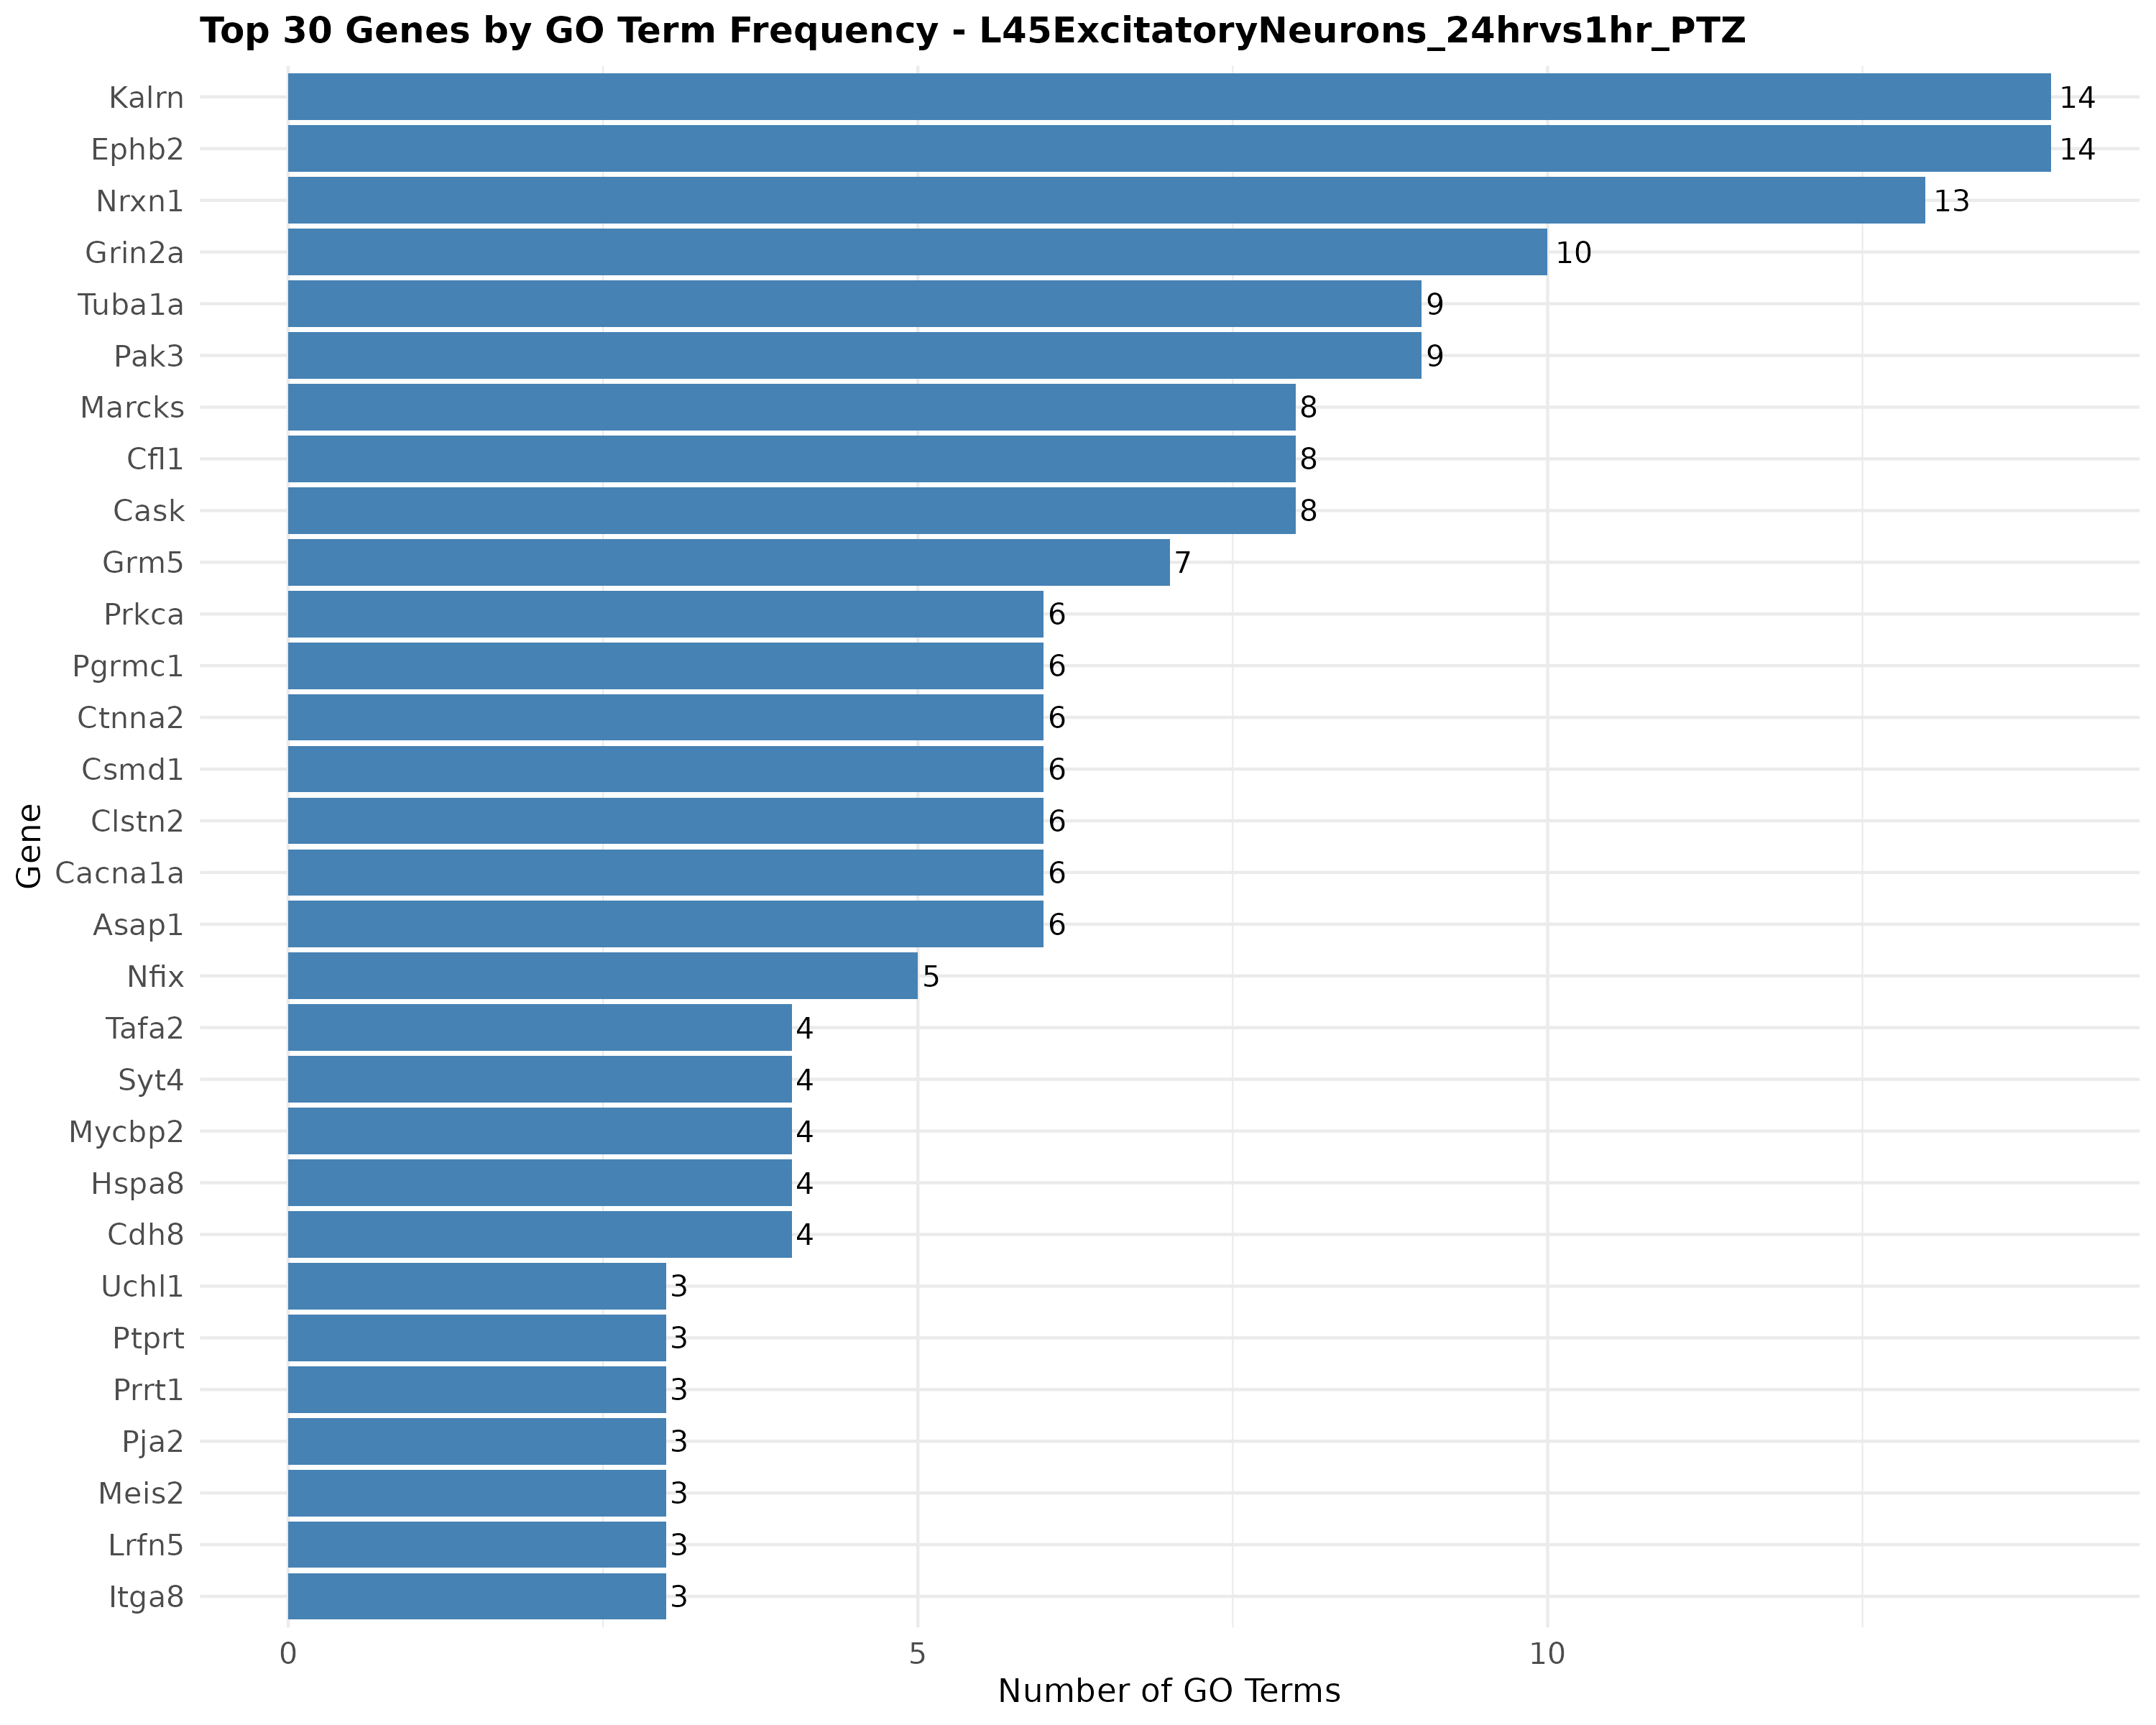 Top 30 Genes by GO Term Frequency - L45ExcitatoryNeurons_24hrvs1hr_PTZ
Kalrn 14
Ephb2 14
Nrxn1 13
Grin2a 10
Tuba1a 9
Pak3 9
Marcks 8
Cfl1 8
Cask 8
Grm5 7
Prkca 6
Pgrmc1 6
Ctnna2 6
Csmd1 6
Clstn2 6
Cacna1a 6
Asap1 6
Nfix 5
Tafa2 4
Syt4 4
Mycbp2 4
Hspa8 4
Cdh8 4
Uchl1 3
Ptprt 3
Prrt1 3
Pja2 3
Meis2 3
Lrfn5 3
Itga8 3
Gene
0 5 10
Number of GO Terms